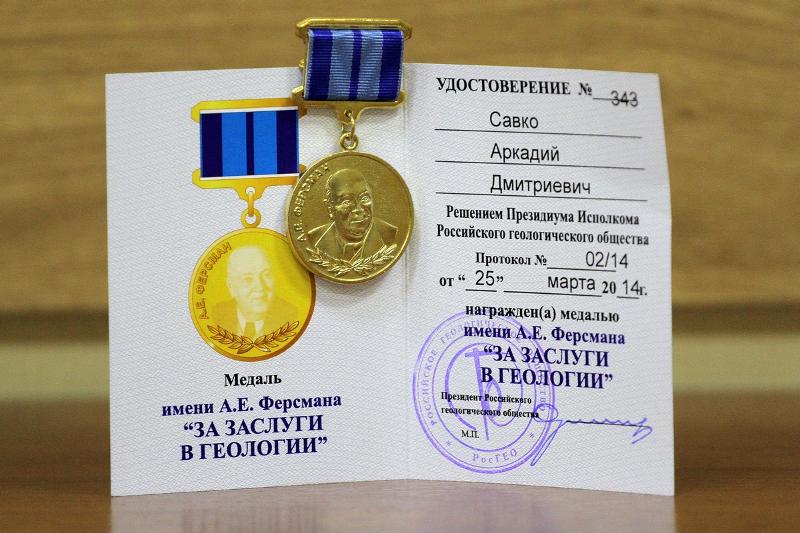 А.Е. ФЕРСМАН
Медаль
имени А.Е. Ферсмана
“ЗА ЗАСЛУГИ
В ГЕОЛОГИИ”
А.Е. ФЕРСМАН
УДОСТОВЕРЕНИЕ № 343
Савко
Аркадий
Дмитриевич
Решением Президиума Исполкома
Российского геологического общества
Протокол № 02/14
от “25” марта 2014г.
награжден(а) медалью
имени А.Е. Ферсмана
“ЗА ЗАСЛУГИ
В ГЕОЛОГИИ”
Президент Российского
геологического общества
М.П.
РОССИЙСКОЕ ГЕОЛОГИЧЕСКОЕ
РосГЕО